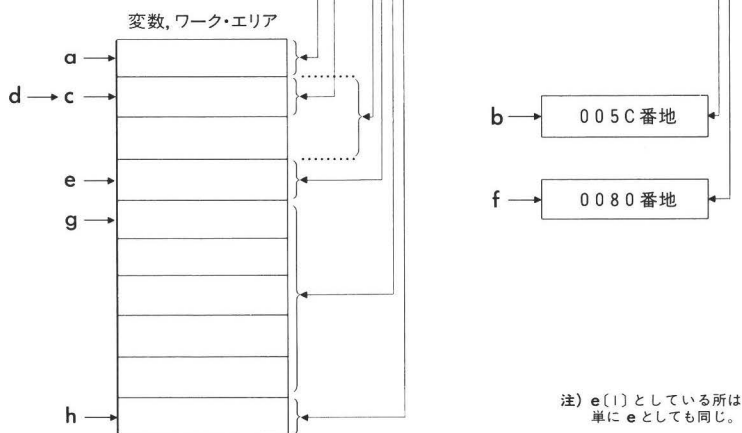 変数,ワーク・エリア
a
d c
e
g
h
b 005C番地
f 0080番地
注) e〔1〕としている所は
単に e としても同じ。